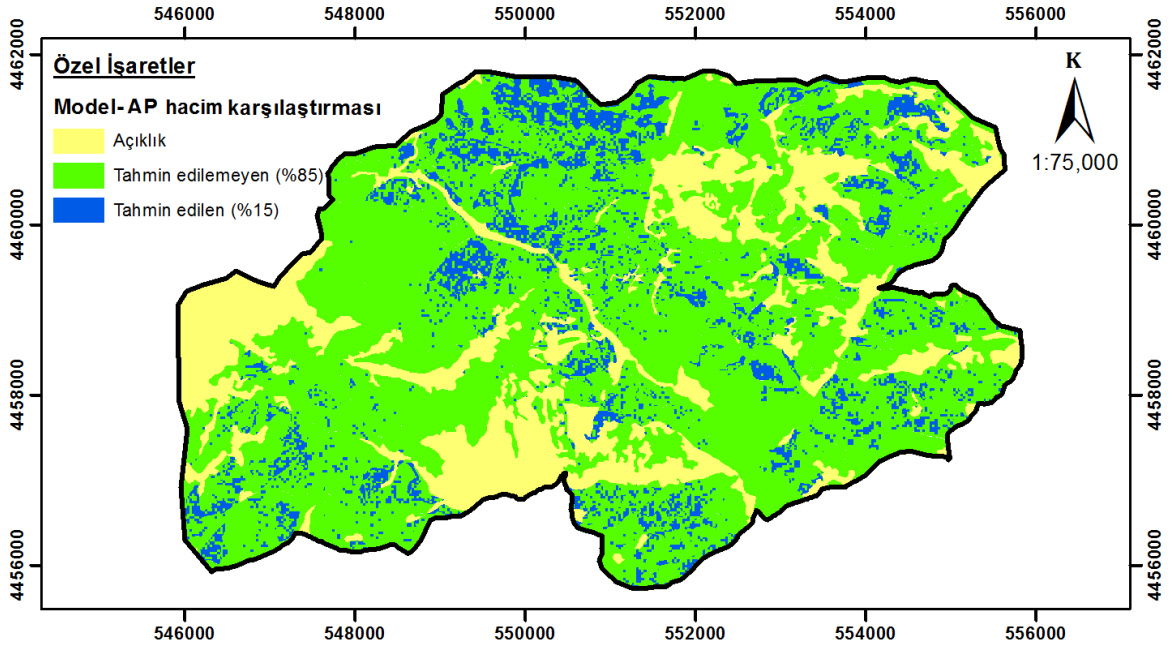 546000 548000 550000 552000 554000 556000
4462000 4460000 4458000 4456000
Özel İşaretler
Model-AP hacim karşılaştırması
Açıklık
Tahmin edilemeyen (%85)
Tahmin edilen (%15)
K
1:75,000
4462000 4460000 4458000 4456000
546000 548000 550000 552000 554000 556000